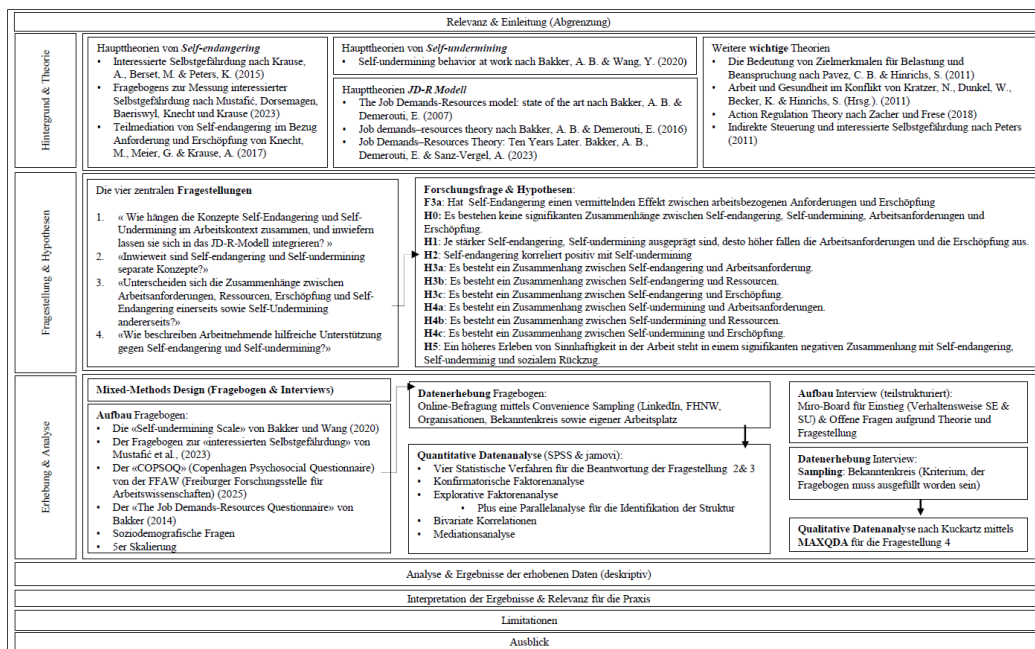 Relevanz & Einleitung (Abgrenzung)
Hintergrund & Theorie
Haupttheorien von Self-endangering
• Interessierte Selbstgefährdung nach Krause,
A., Berset, M. & Peters, K. (2015)
• Fragebogens zur Messung interessierter
Selbstgefährdung nach Mustafić, Dorsemagen,
Baeriswyl, Knecht und Krause (2023)
• Teilmediation von Self-endangering im Bezug
Anforderung und Erschöpfung von Knecht,
M., Meier, G. & Krause, A. (2017)
Haupttheorien von Self-undermining
• Self-undermining behavior at work nach Bakker, A. B. & Wang, Y. (2020)
Haupttheorien JD-R Modell
• The Job Demands-Resources model: state of the art nach Bakker, A. B. &
Demerouti, E. (2007)
• Job demands–resources theory nach Bakker, A. B. & Demerouti, E. (2016)
• Job Demands–Resources Theory: Ten Years Later. Bakker, A. B.,
Demerouti, E. & Sanz-Vergel, A. (2023)
Weitere wichtige Theorien
• Die Bedeutung von Zielmerkmalen für Belastung und
Beanspruchung nach Pavez, C. B. & Hinrichs, S. (2011)
• Arbeit und Gesundheit im Konflikt von Kratzer, N., Dunkel, W.,
Becker, K. & Hinrichs, S. (Hrsg.). (2011)
• Action Regulation Theory nach Zacher und Frese (2018)
• Indirekte Steuerung und interessierte Selbstgefährdung nach Peters
(2011)
Fragestellung & Hypothesen
Die vier zentralen Fragestellungen
1. « Wie hängen die Konzepte Self-Endangering und Self-
Undermining im Arbeitskontext zusammen, und inwiefern
lassen sie sich in das JD-R-Modell integrieren? »
2. «Inwieweit sind Self-endangering und Self-undermining
separate Konzepte?»
3. «Unterscheiden sich die Zusammenhänge zwischen
Arbeitsanforderungen, Ressourcen, Erschöpfung und Self-
Endangering einerseits sowie Self-Undermining
andererseits?»
4. «Wie beschreiben Arbeitnehmende hilfreiche Unterstützung
gegen Self-endangering und Self-undermining?»
Forschungsfrage & Hypothesen:
F3a: Hat Self-Endangering einen vermittelnden Effekt zwischen arbeitsbezogenen Anforderungen und Erschöpfung
H0: Es bestehen keine signifikanten Zusammenhänge zwischen Self-endangering, Self-undermining, Arbeitsanforderungen und
Erschöpfung.
H1: Je stärker Self-endangering, Self-undermining ausgeprägt sind, desto höher fallen die Arbeitsanforderungen und die Erschöpfung aus.
H2: Self-endangering korreliert positiv mit Self-undermining
H3a: Es besteht ein Zusammenhang zwischen Self-endangering und Arbeitsanforderung.
H3b: Es besteht ein Zusammenhang zwischen Self-endangering und Ressourcen.
H3c: Es besteht ein Zusammenhang zwischen Self-endangering und Erschöpfung.
H4a: Es besteht ein Zusammenhang zwischen Self-undermining und Arbeitsanforderungen.
H4b: Es besteht ein Zusammenhang zwischen Self-undermining und Ressourcen.
H4c: Es besteht ein Zusammenhang zwischen Self-undermining und Erschöpfung.
H5: Ein höheres Erleben von Sinnhaftigkeit in der Arbeit steht in einem signifikanten negativen Zusammenhang mit Self-endangering,
Self-underminig und sozialem Rückzug.
Erhebung & Analyse
Mixed-Methods Design (Fragebogen & Interviews)
Aufbau Fragebogen:
• Die «Self-undermining Scale» von Bakker und Wang (2020)
• Der Fragebogen zur «interessierten Selbstgefährdung» von
Mustafić et al., (2023)
• Der «COPSOQ» (Copenhagen Psychosocial Questionnaire)
von der FFAW (Freiburger Forschungsstelle für
Arbeitswissenschaften) (2025)
• Der «The Job Demands-Resources Questionnaire» von
Bakker (2014)
• Soziodemografische Fragen
• 5er Skalierung
Datenerhebung Fragebogen:
Online-Befragung mittels Convenience Sampling (LinkedIn, FHNW,
Organisationen, Bekanntenkreis sowie eigener Arbeitsplatz
Quantitative Datenanalyse (SPSS & jamovi):
• Vier Statistische Verfahren für die Beantwortung der Fragestellung 2& 3
• Konfirmatorische Faktorenanalyse
• Explorative Faktorenanalyse
• Plus eine Parallelanalyse für die Identifikation der Struktur
• Bivariate Korrelationen
• Mediationsanalyse
Aufbau Interview (teilstrukturiert):
Miro-Board für Einstieg (Verhaltensweise SE &
SU) & Offene Fragen aufgrund Theorie und
Fragestellung
Datenerhebung Interview:
Sampling: Bekanntenkreis (Kriterium, der
Fragebogen muss ausgefüllt worden sein)
Qualitative Datenanalyse nach Kuckartz mittels
MAXQDA für die Fragestellung 4
Analyse & Ergebnisse der erhobenen Daten (deskriptiv)
Interpretation der Ergebnisse & Relevanz für die Praxis
Limitationen
Ausblick